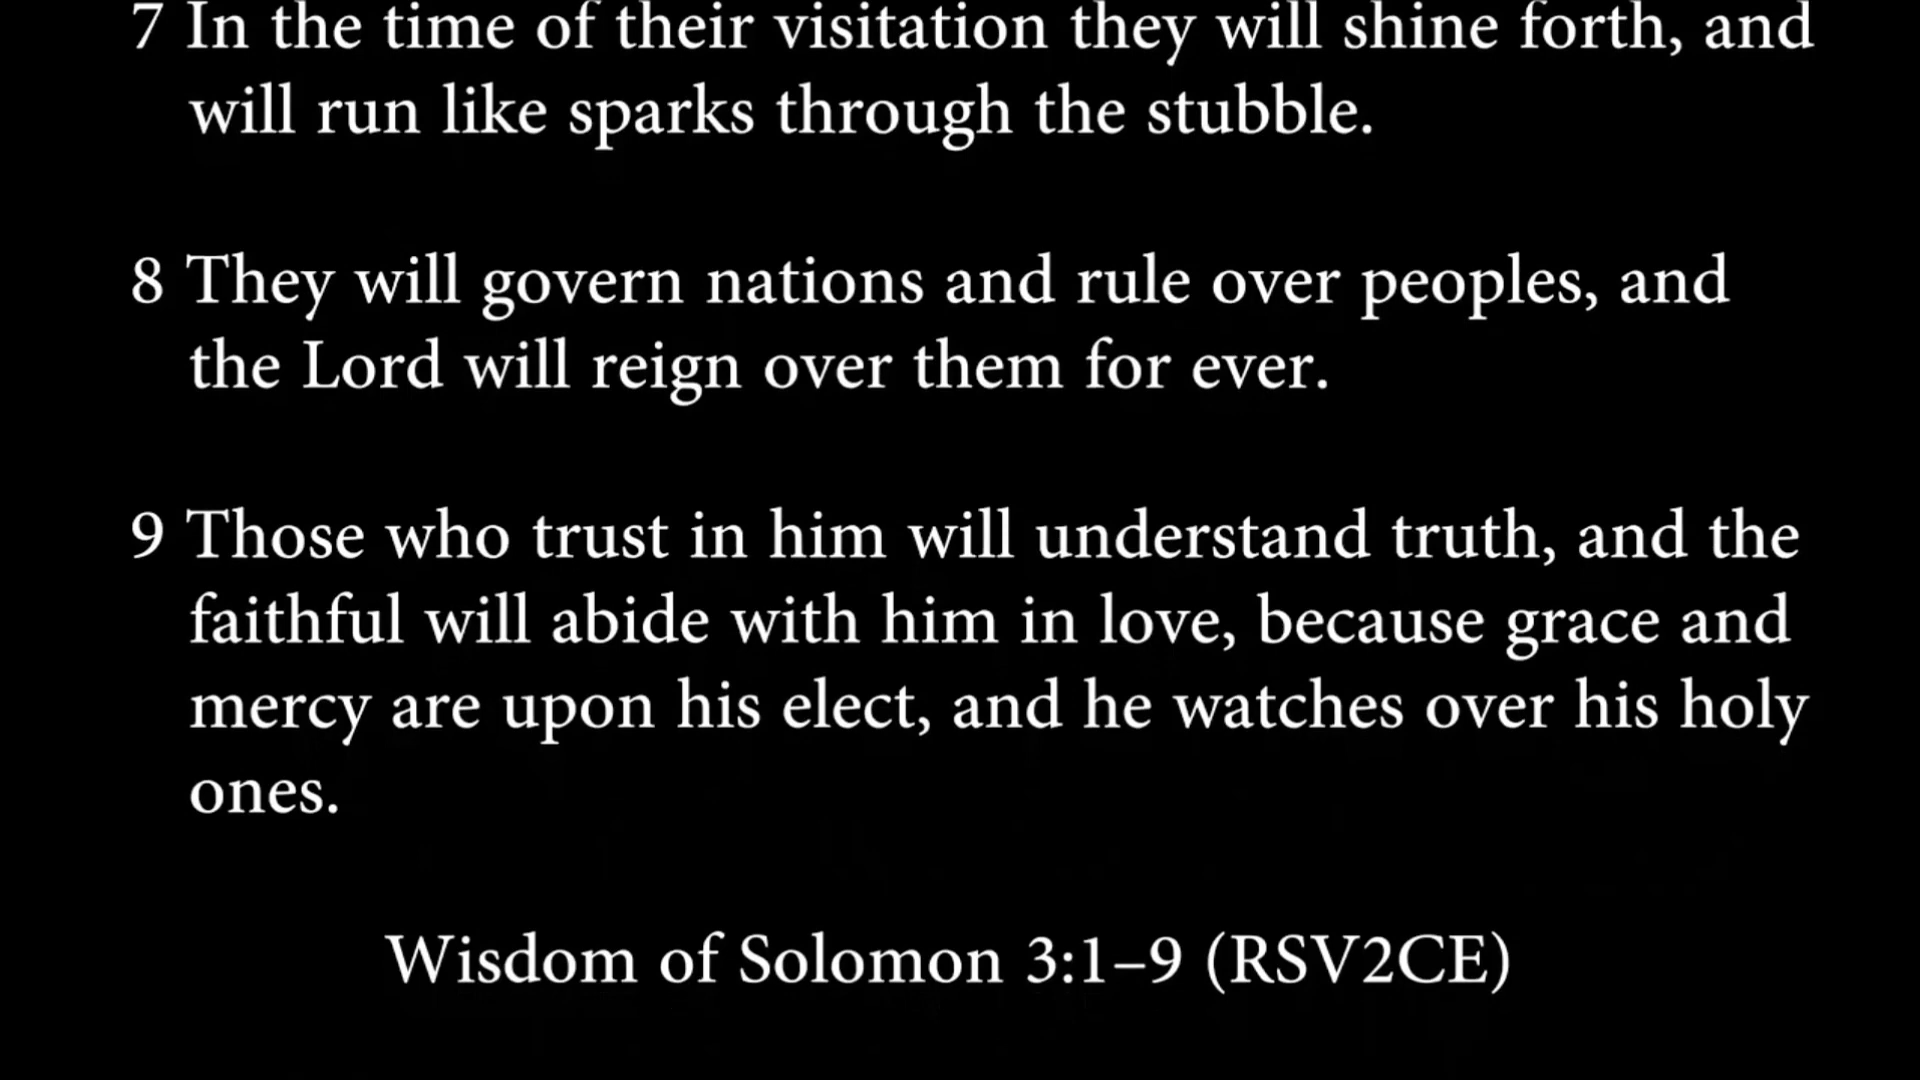 7 In the time of their visitation they will shine forth, and
will run like sparks through the stubble.
8 They will govern nations and rule over peoples, and
the Lord will reign over them for ever.
9 Those who trust in him will understand truth, and the
faithful will abide with him in love, because grace and
mercy are upon his elect, and he watches over his holy
ones.
Wisdom of Solomon 3:1–9 (RSV2CE)